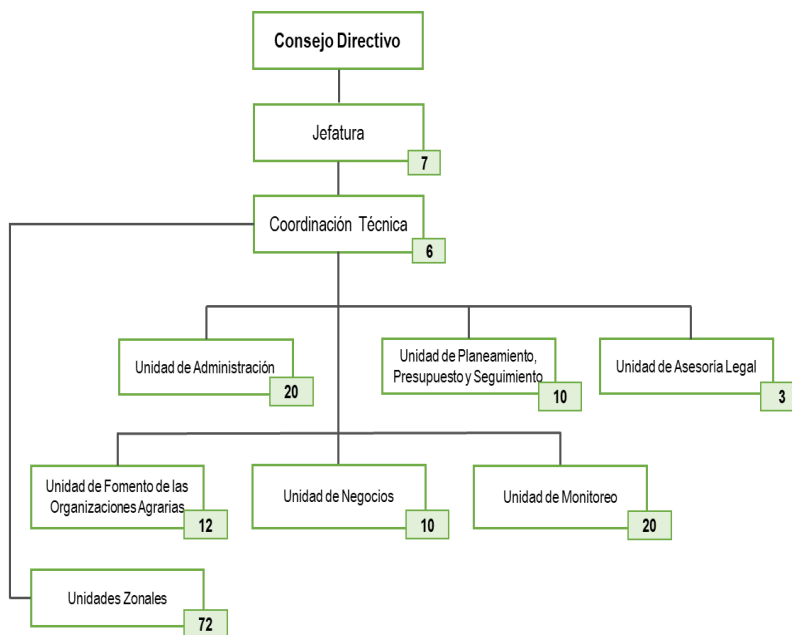 Consejo Directivo
Jefatura
7
Coordinación Técnica
6
Unidad de Administración
20
Unidad de Planeamiento,
Presupuesto y Seguimiento
10
Unidad de Asesoría Legal
3
Unidad de Fomento de las
Organizaciones Agrarias
12
Unidad de Negocios
10
Unidad de Monitoreo
20
Unidades Zonales
72